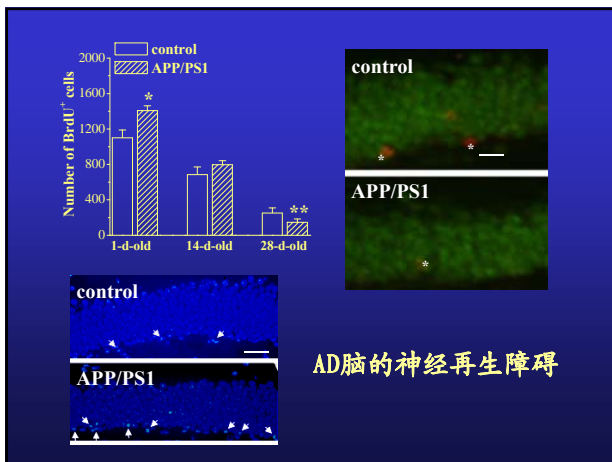 control
APP/PS1
Number of BrdU⁺ cells
2000
1600
1200
800
400
0
*
**
1-d-old 14-d-old 28-d-old
control
*
*
APP/PS1
*
control
APP/PS1
AD脑的神经再生障碍